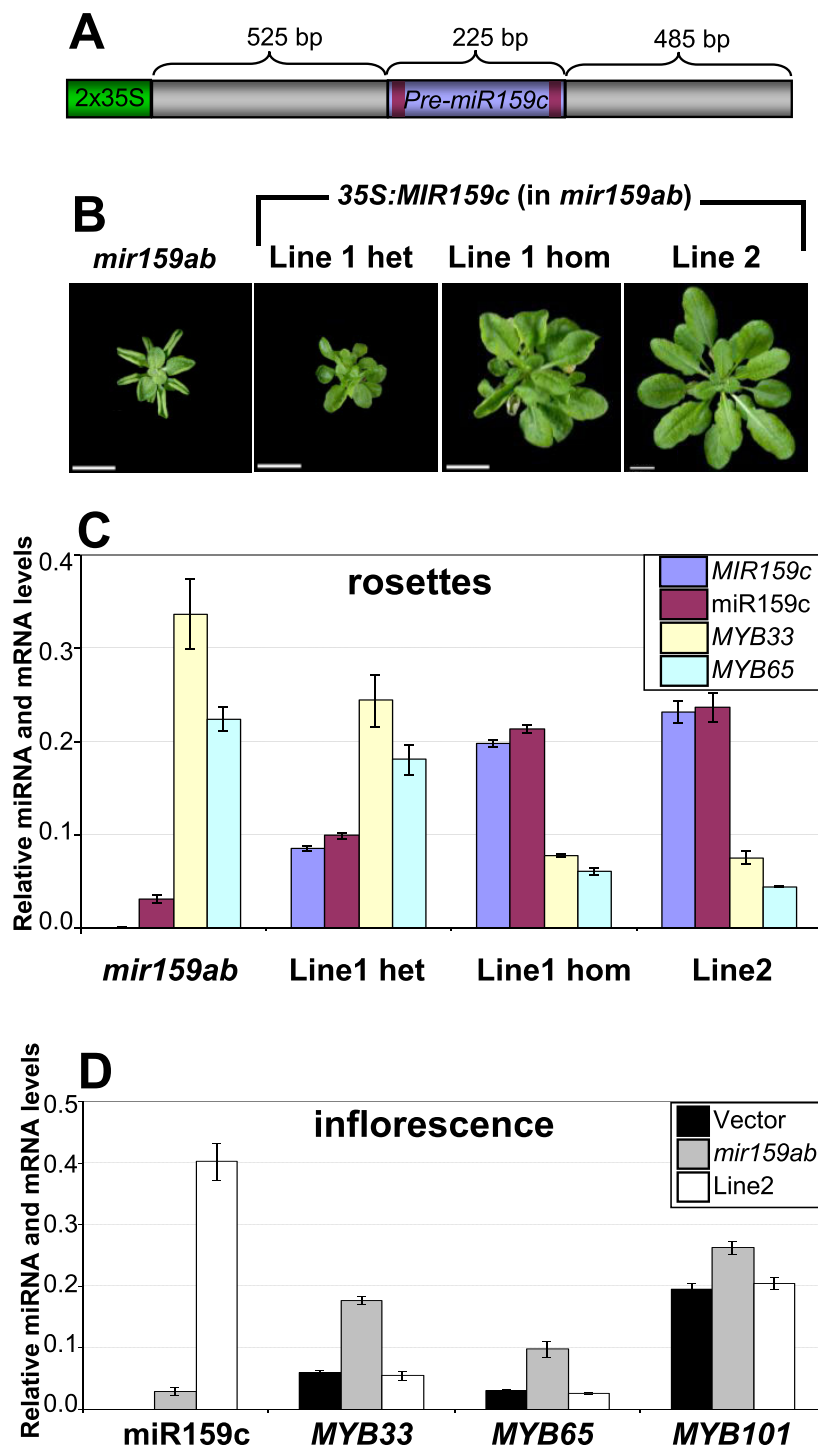 A
525 bp 225 bp 485 bp
2x35S Pre-miR159c
B
35S:MIR159c (in mir159ab)
mir159ab Line 1 het Line 1 hom Line 2
C
rosettes
MIR159c
miR159c
MYB33
MYB65
Relative miRNA and mRNA levels
0.4
0.3
0.2
0.1
0.0
mir159ab Line1 het Line1 hom Line2
D
inflorescence
Vector
mir159ab
Line2
Relative miRNA and mRNA levels
0.5
0.4
0.3
0.2
0.1
0.0
miR159c MYB33 MYB65 MYB101